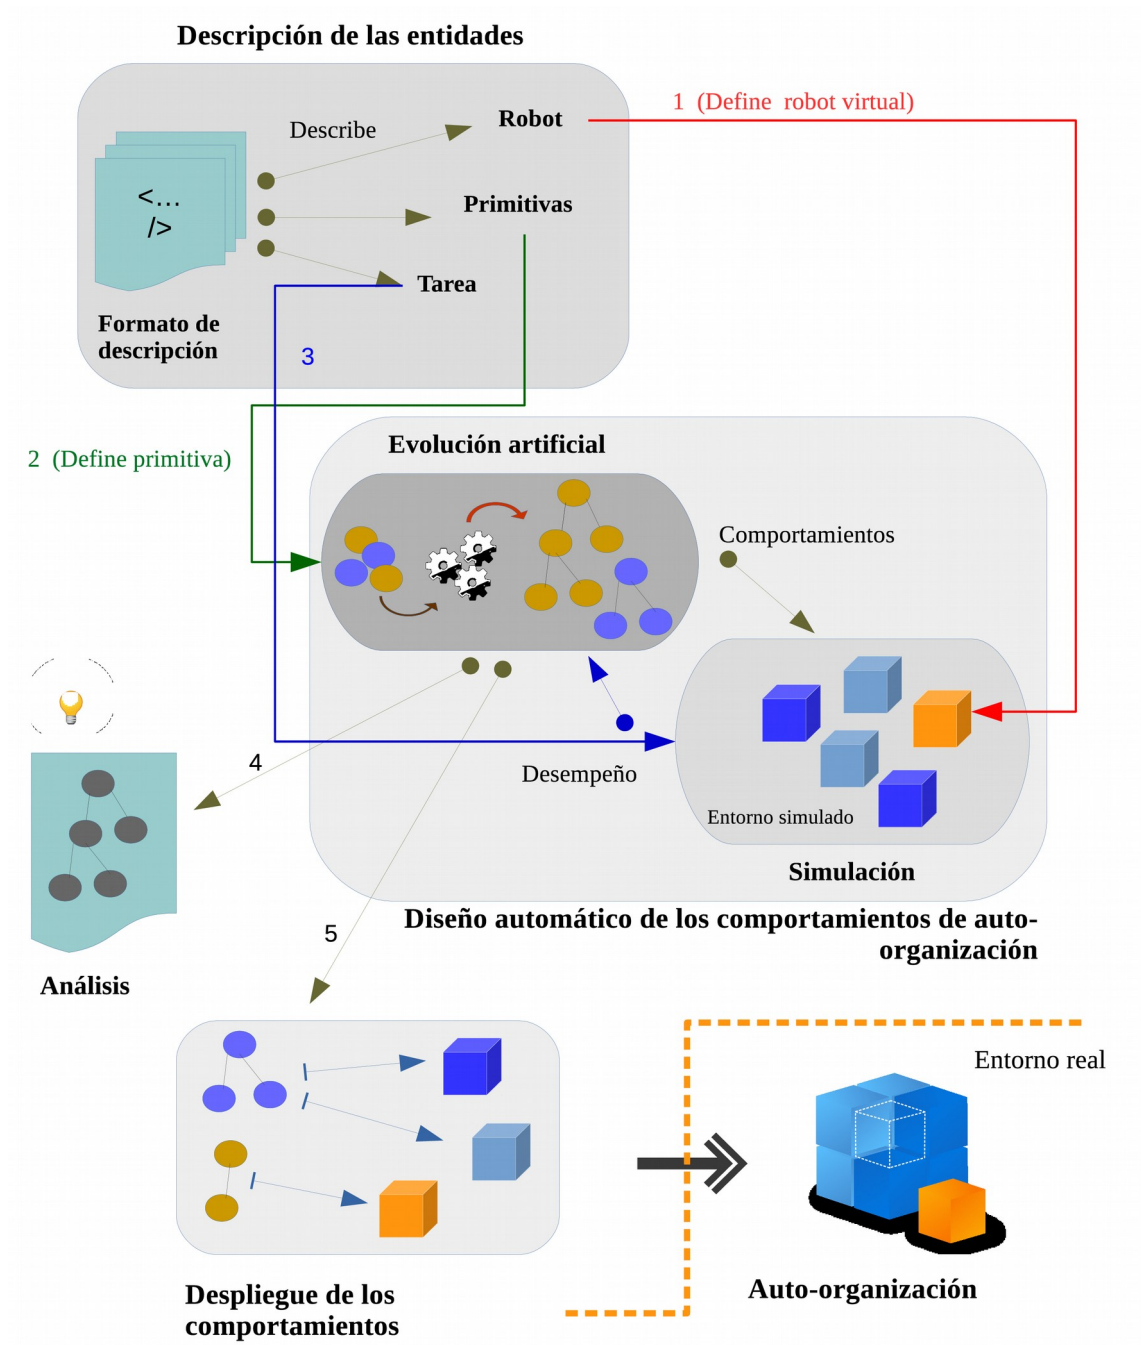 Descripción de las entidades
1 (Define robot virtual)
Describe
Robot
<...
/>
Primitivas
Tarea
Formato de
descripción
3
2 (Define primitiva)
Evolución artificial
Comportamientos
4
Desempeño
Entorno simulado
Simulación
Diseño automático de los comportamientos de auto-
organización
5
Análisis
Entorno real
Despliegue de los
comportamientos
Auto-organización